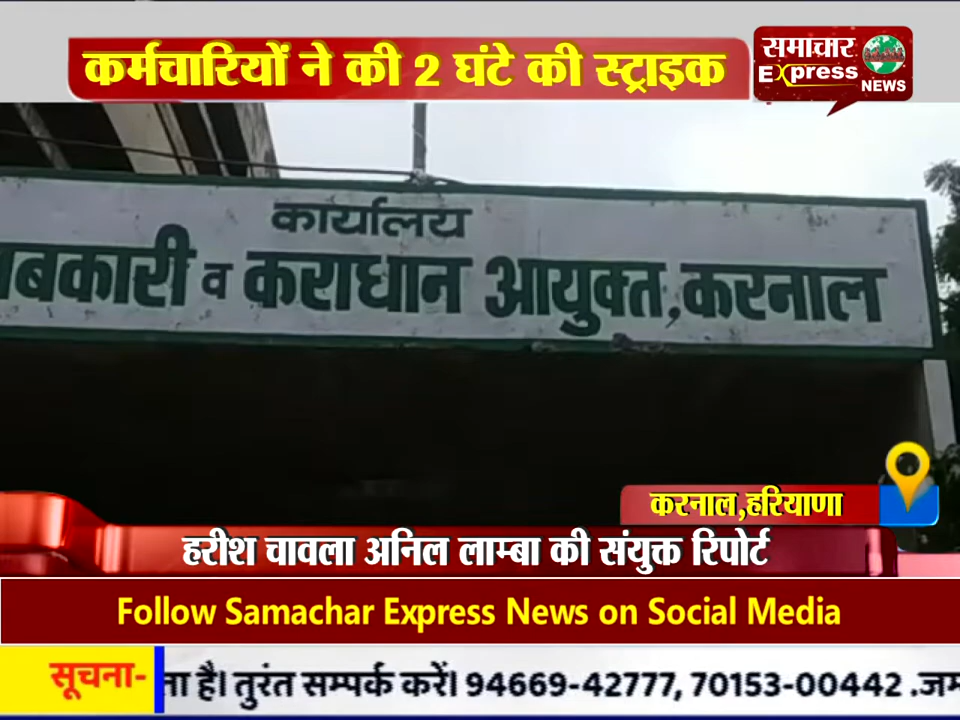 कर्मचारियों ने की 2 घंटे की स्ट्राइक
समाचार
Express
NEWS
कार्यालय
बकारी व कराधान आयुक्त, करनाल
करनाल,हरियाणा
हरीश चावला अनिल लाम्बा की संयुक्त रिपोर्ट
Follow Samachar Express News on Social Media
सूचना- ता है। तुरंत सम्पर्क करें। 94669-42777, 70153-00442 .जम